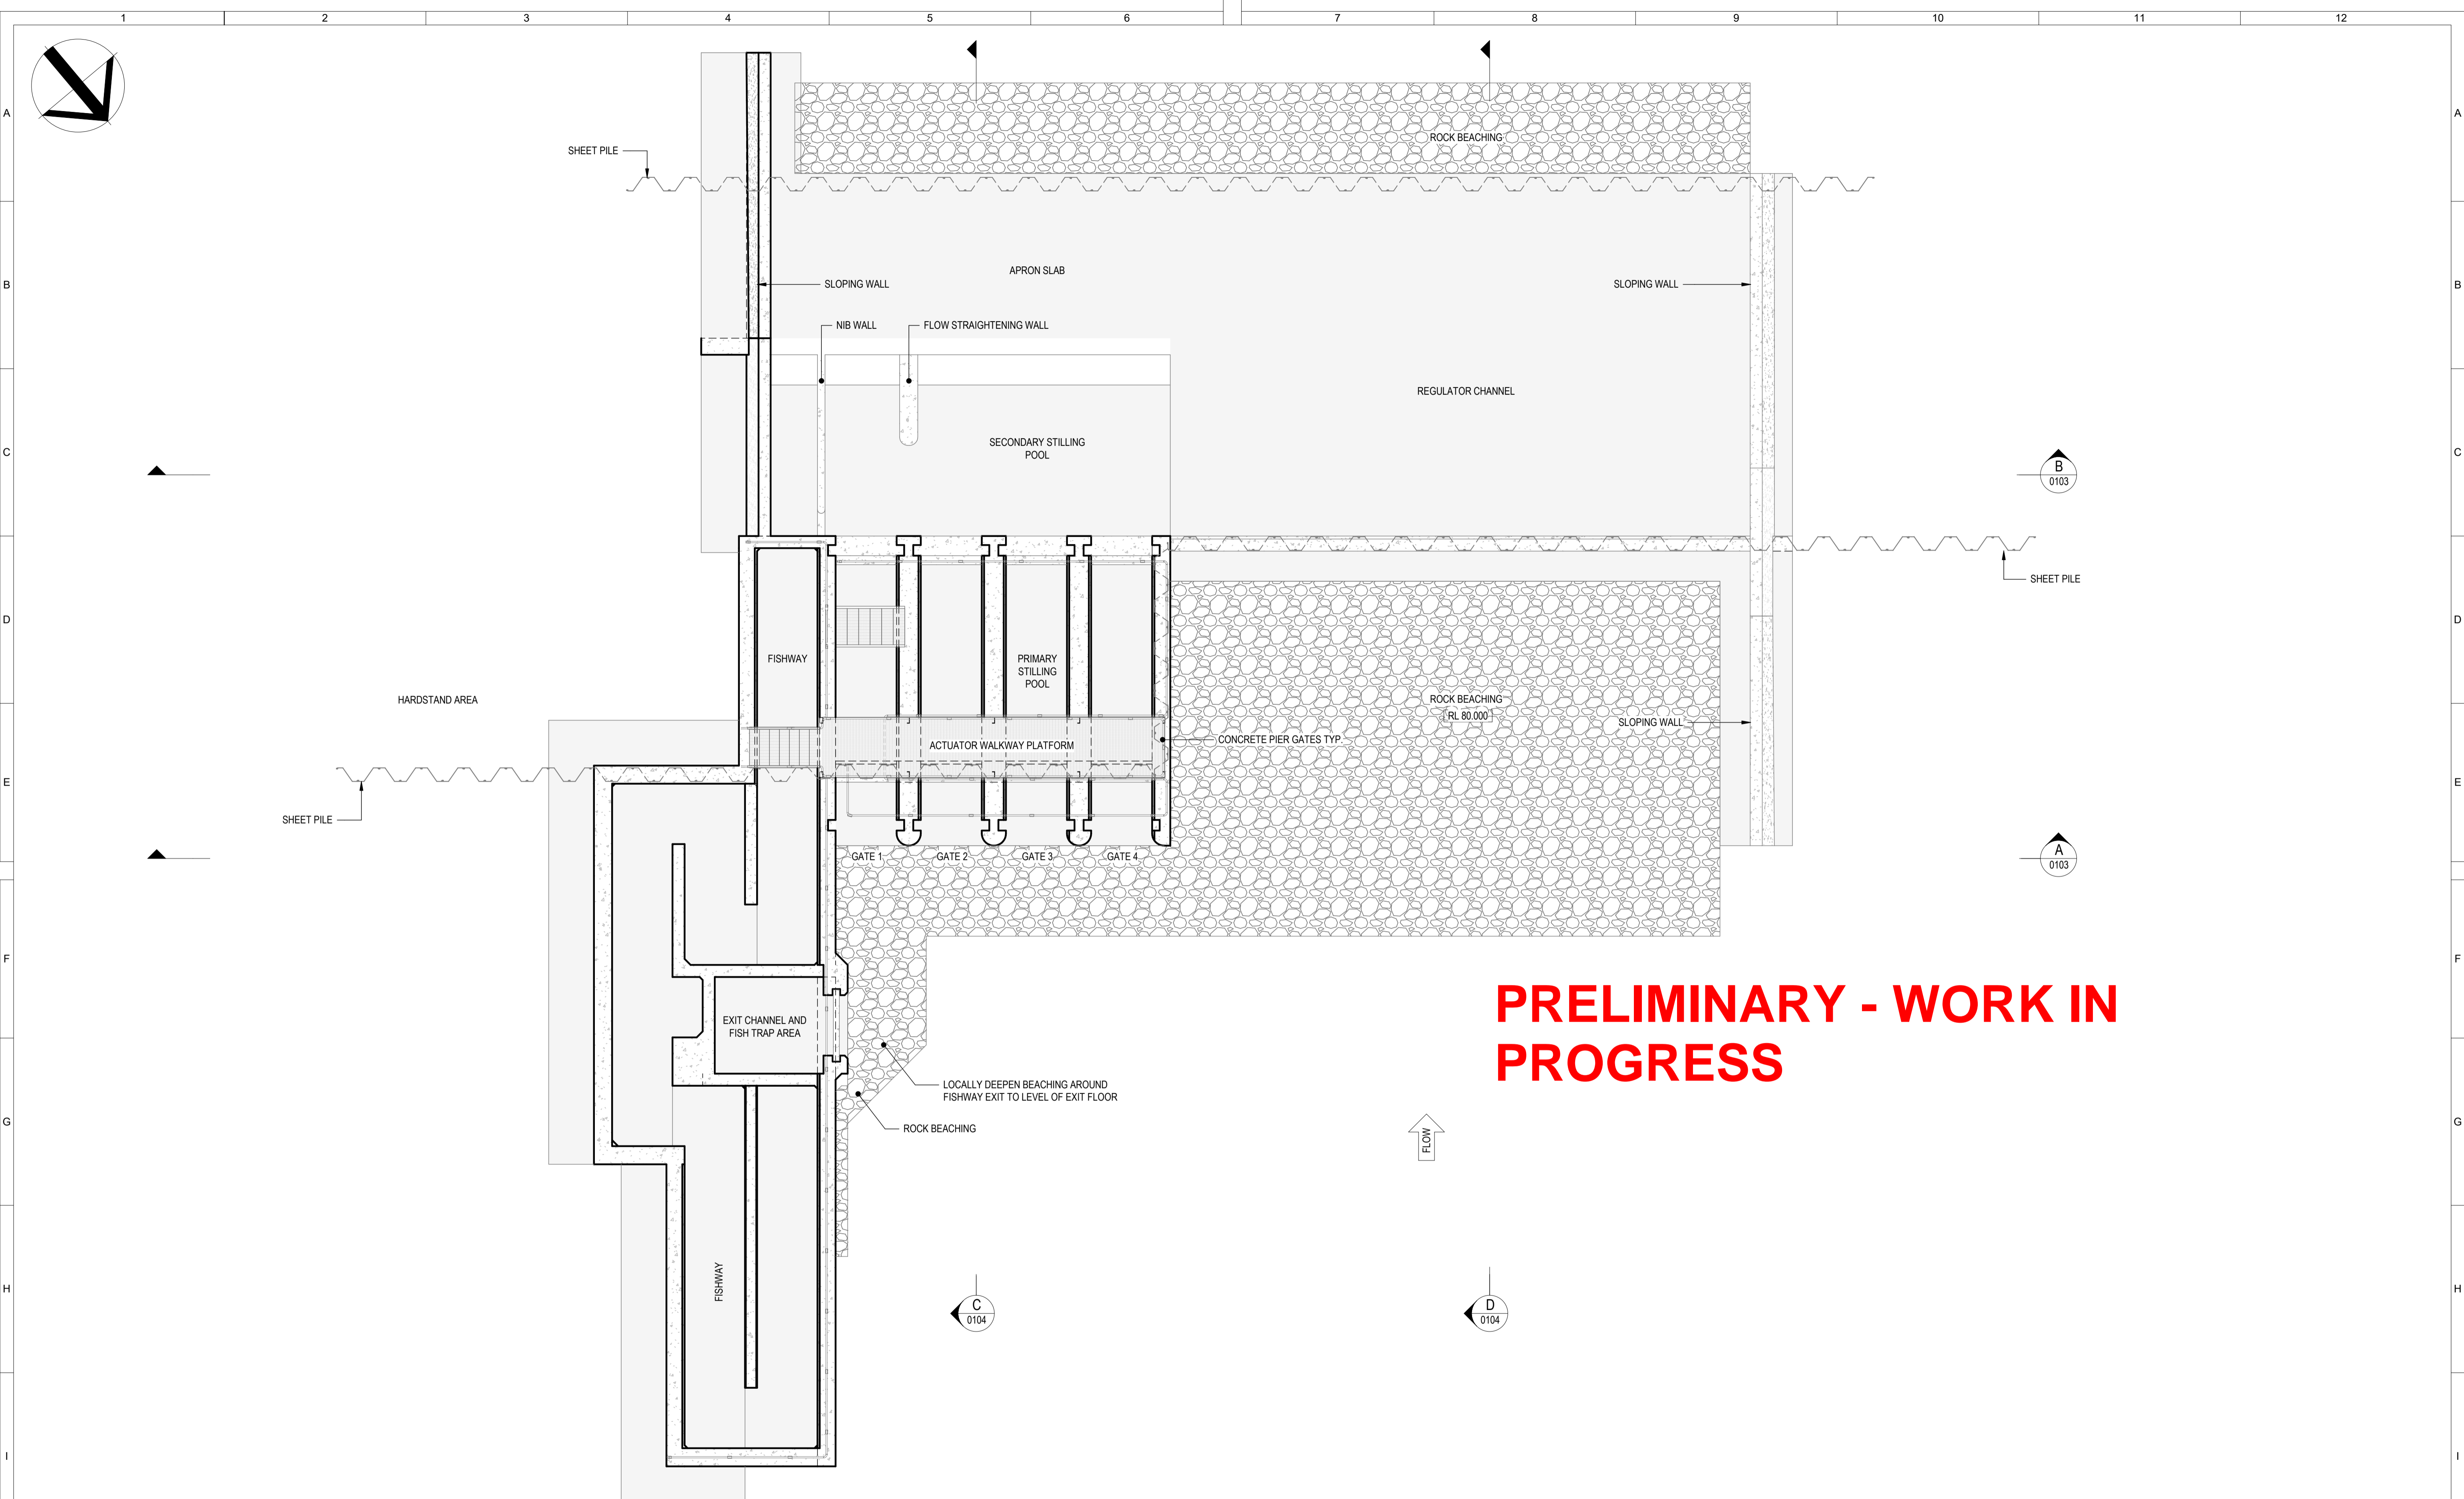 1 2 3 4 5 6 7 8 9 10 11 12
A A
ROCK BEACHING
SHEET PILE
APRON SLAB
B SLOPING WALL SLOPING WALL B
NIB WALL FLOW STRAIGHTENING WALL
REGULATOR CHANNEL
C SECONDARY STILLING C
POOL
B
0103
SHEET PILE
D D
FISHWAY
PRIMARY
STILLING
POOL
HARDSTAND AREA
ROCK BEACHING
RL 80.000
SLOPING WALL
CONCRETE PIER GATES TYP.
ACTUATOR WALKWAY PLATFORM
E E
SHEET PILE
GATE 1 GATE 2 GATE 3 GATE 4
A
0103
F F
PRELIMINARY - WORK IN
PROGRESS
EXIT CHANNEL AND
FISH TRAP AREA
LOCALLY DEEPEN BEACHING AROUND
FISHWAY EXIT TO LEVEL OF EXIT FLOOR
G G
ROCK BEACHING
FLOW
FISHWAY
H H
C
0104
D
0104
I I